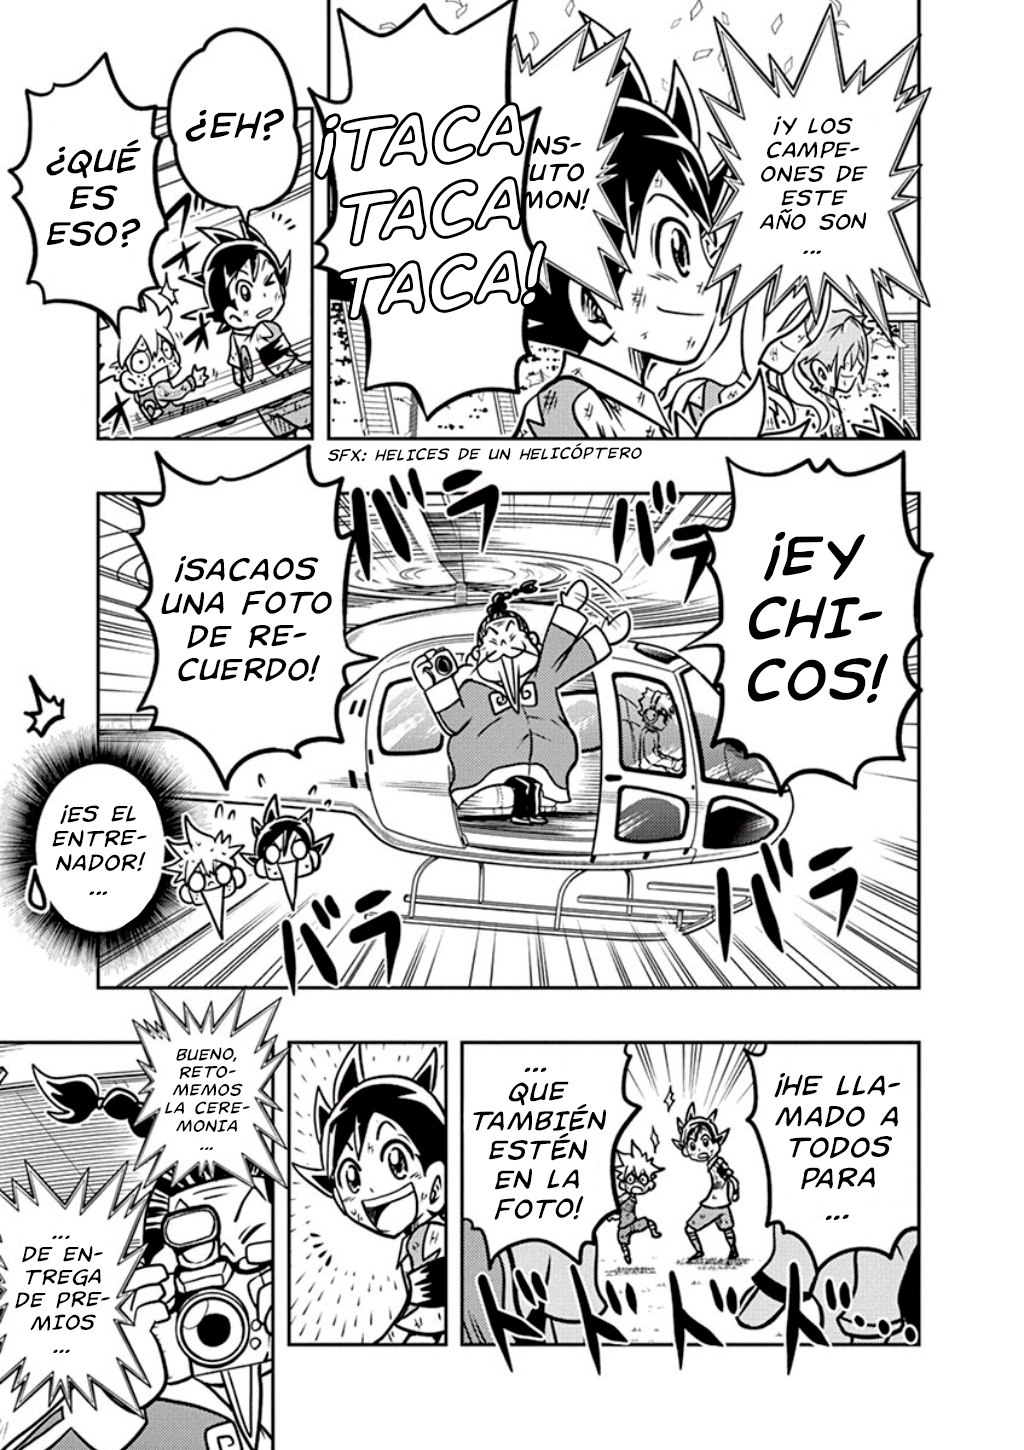 ¡Y LOS
CAMPE-
ONES DE
ESTE
AÑO SON
...
NS-
UTO
MON!
¡TACA
TACA
TACA!
SFX: HELICES DE UN HELICÓPTERO
¿EH?
¿QUÉ
ES
ESO?
¡EY
CHI-
COS!
¡SACAOS
UNA FOTO
DE RE-
CUERDO!
バラ
バラ
バラ
バラ
¡ES EL
ENTRE-
NADOR!
...
¡HE LLA-
MADO A
TODOS
PARA
...
...
QUE
TAMBIÉN
ESTÉN
EN LA
FOTO!
ドドドド
BUENO,
RETO-
MEMOS
LA CERE-
MONIA
...
...
DE EN-
TREGA
DE PRE-
MIOS
...